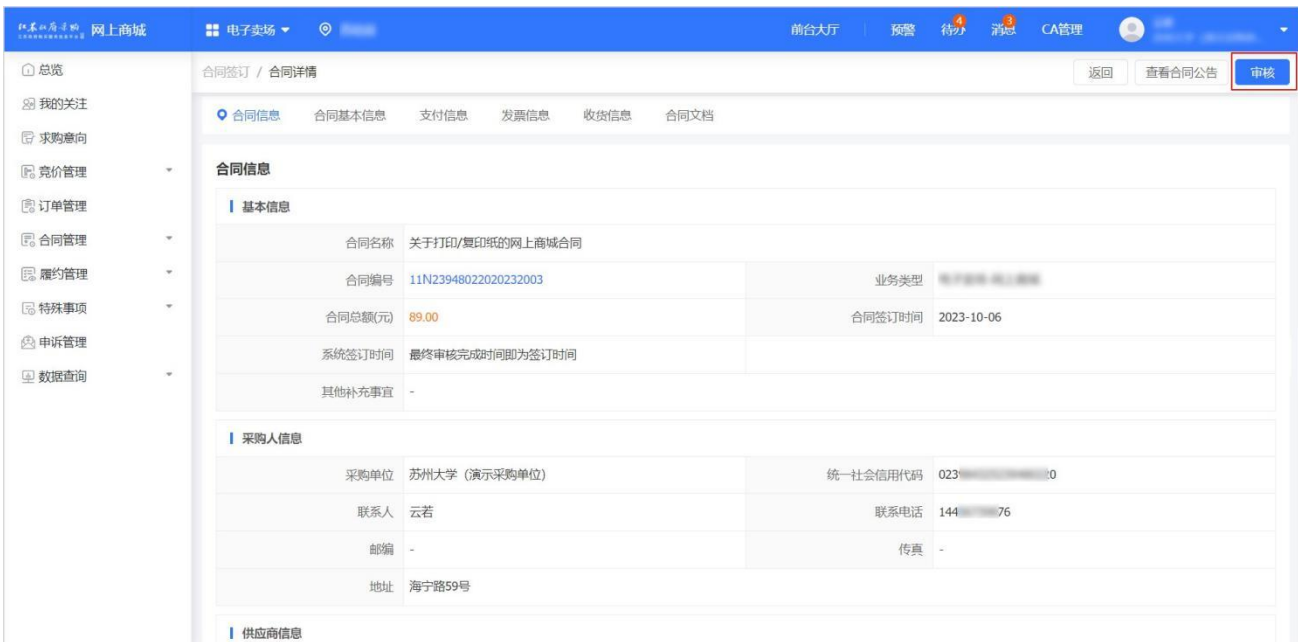 网上商城
电子卖场
前台大厅 预警 待办 4 消息 3 CA管理
总览
我的关注
求购意向
竞价管理
订单管理
合同管理
履约管理
特殊事项
申诉管理
数据查询
合同签订 / 合同详情
返回 查看合同公告 审核
合同信息 合同基本信息 支付信息 发票信息 收货信息 合同文档
合同信息
基本信息
合同名称 关于打印/复印纸的网上商城合同
合同编号 11N23948022020232003 业务类型
合同总额(元) 89.00 合同签订时间 2023-10-06
系统签订时间 最终审核完成时间即为签订时间
其他补充事宜 -
采购人信息
采购单位 苏州大学（演示采购单位） 统一社会信用代码 023 20
联系人 云若 联系电话 144 76
邮编 - 传真 -
地址 海宁路59号
供应商信息